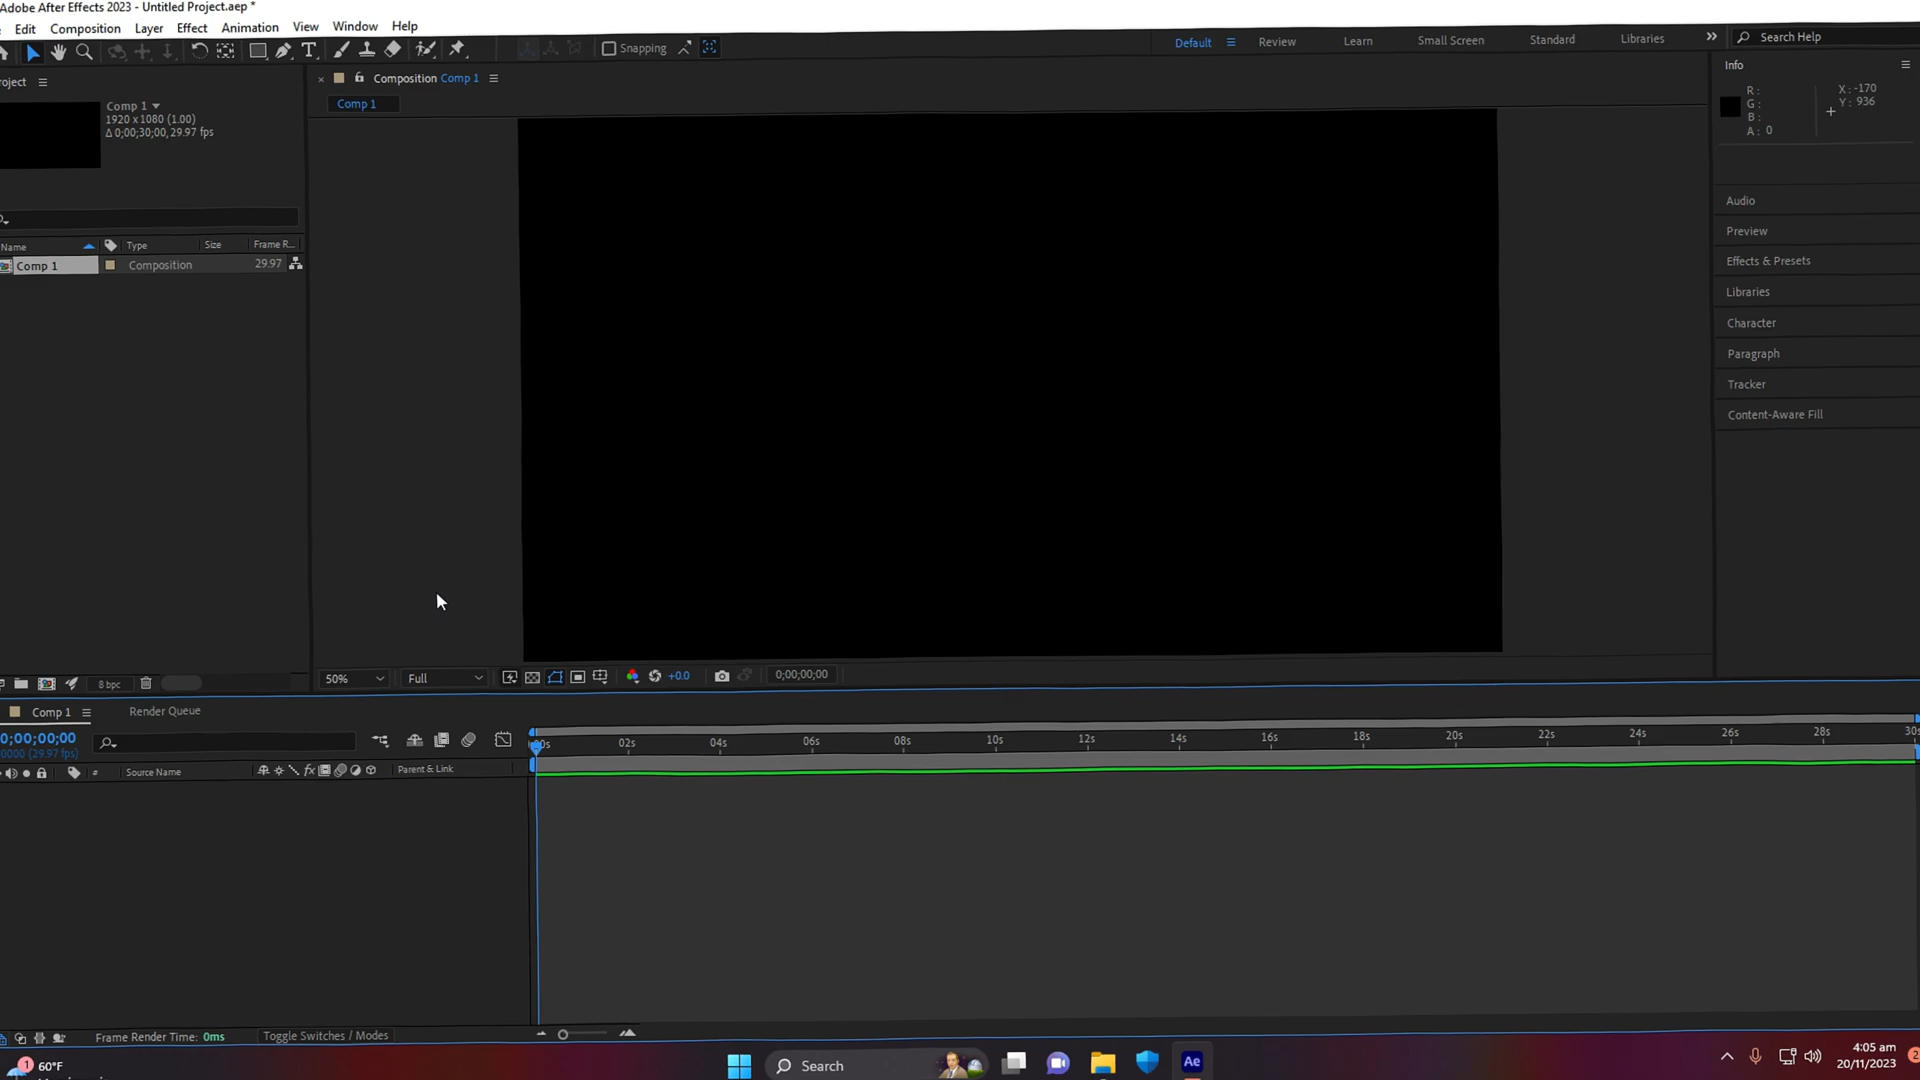 Adobe After Effects 2023 - Untitled Project.aep *
Edit Composition Layer Effect Animation View Window Help
Snapping
Default Review Learn Small Screen Standard Libraries
Search Help
roject
Composition Comp 1
Comp 1
Comp 1
1920 x 1080 (1.00)
Δ 0;00;30;00, 29.97 fps
Name Type Size Frame R...
Comp 1 Composition 29.97
Info
R :
G :
B :
A : 0
X : -170
Y : 936
Audio
Preview
Effects & Presets
Libraries
Character
Paragraph
Tracker
Content-Aware Fill
8 bpc
50% Full +0.0 0;00;00;00
Comp 1 Render Queue
0;00;00;00
0000 (29.97 fps)
00s 02s 04s 06s 08s 10s 12s 14s 16s 18s 20s 22s 24s 26s 28s 30s
# Source Name fx Parent & Link
Frame Render Time: 0ms Toggle Switches / Modes
1
60°F
Search
Ae
4:05 am
20/11/2023
2